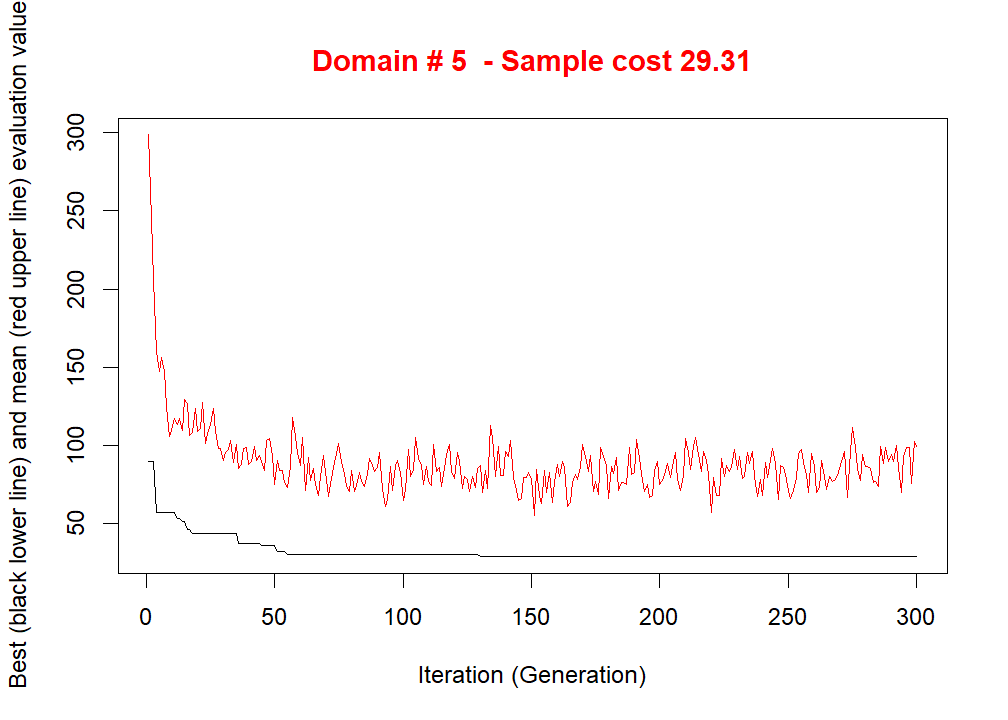 Domain # 5  - Sample cost 29.31
Best (black lower line) and mean (red upper line) evaluation value
300
250
200
150
100
50
0 50 100 150 200 250 300
Iteration (Generation)